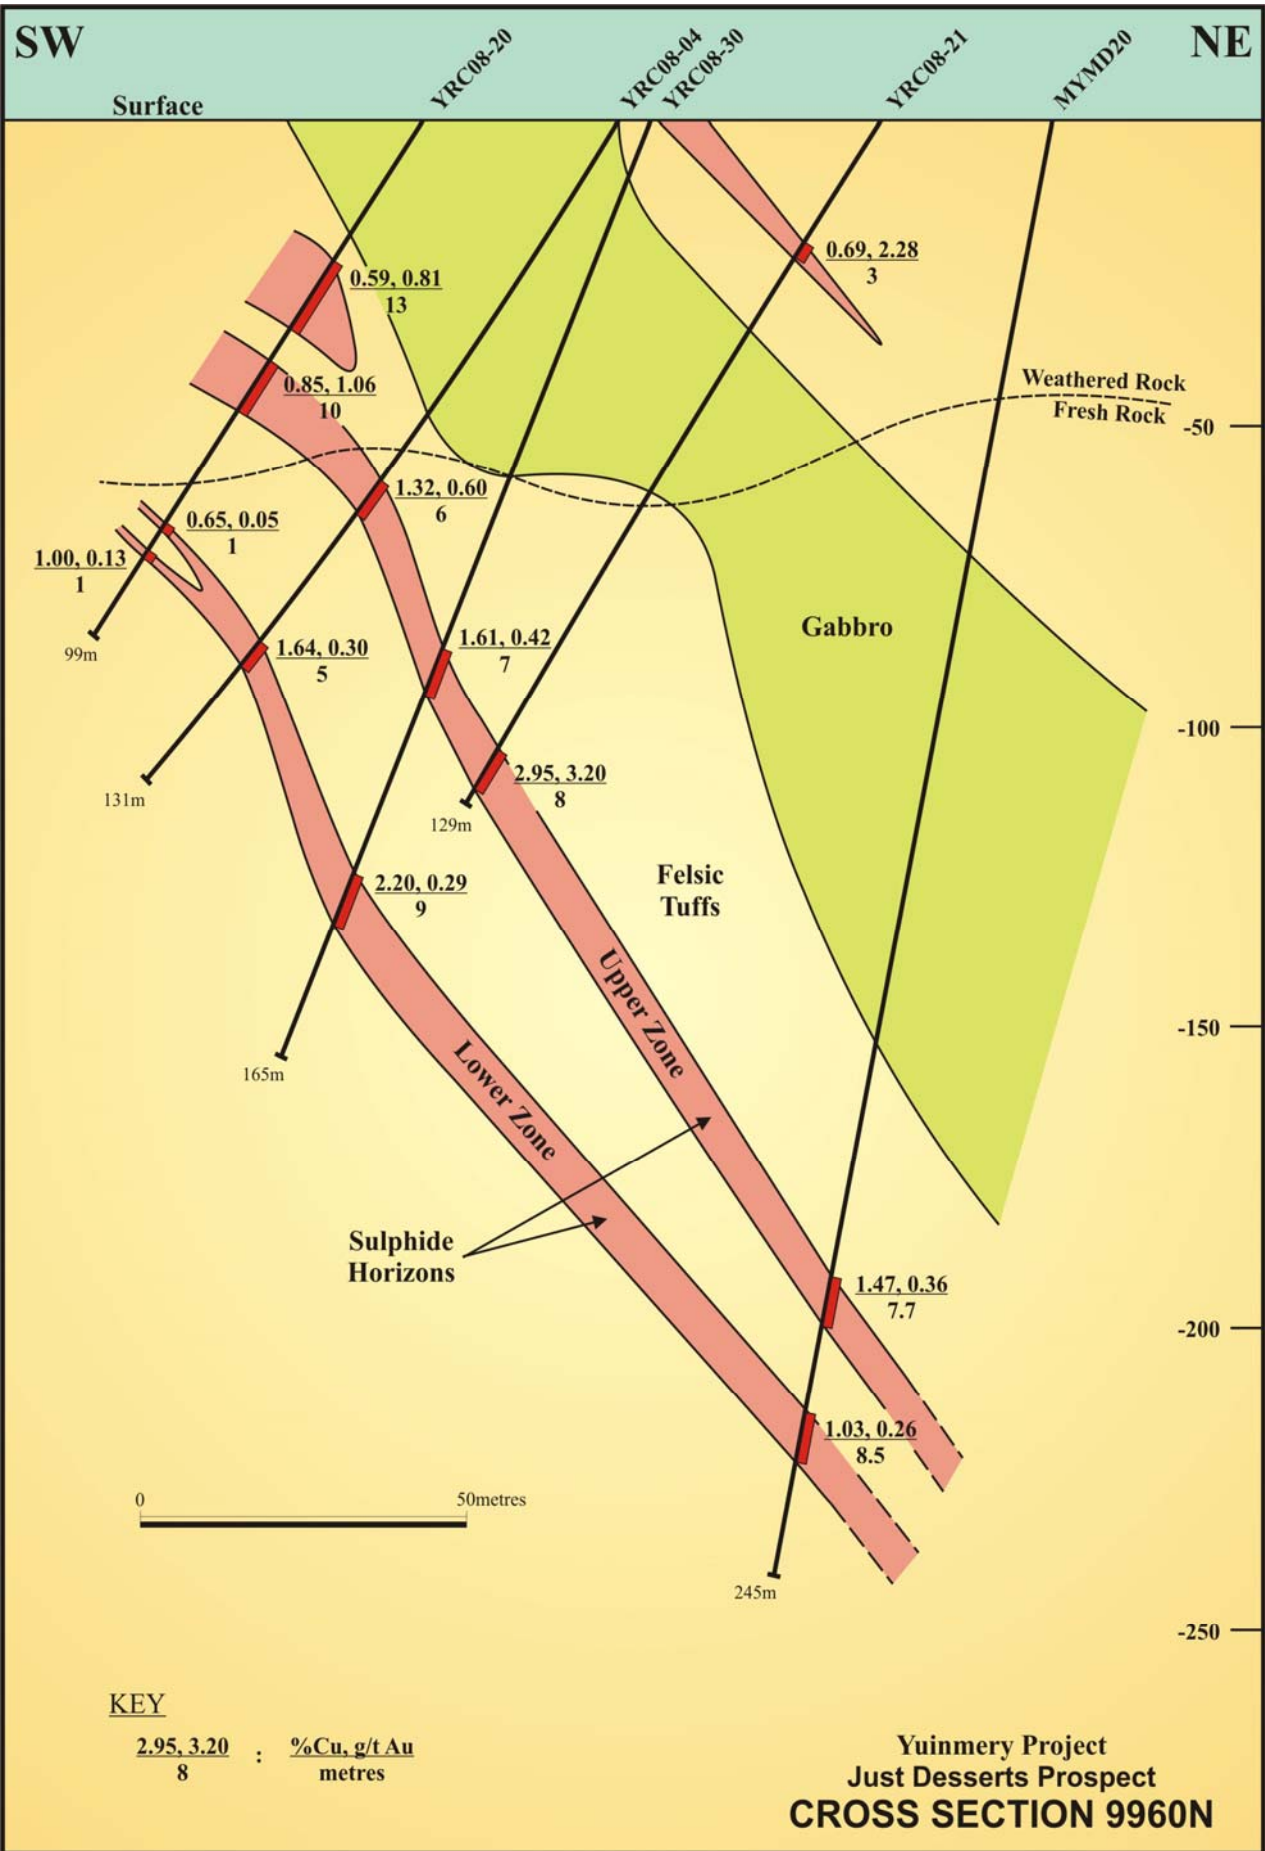 SW
NE
YRC08-20
YRC08-04
YRC08-30
YRC08-21
MYMD20
Surface
0.69, 2.28
3
0.59, 0.81
13
0.85, 1.06
10
Weathered Rock
Fresh Rock
-50
1.32, 0.60
6
0.65, 0.05
1
1.00, 0.13
1
99m
1.64, 0.30
5
1.61, 0.42
7
Gabbro
-100
131m
2.95, 3.20
8
129m
Felsic
Tuffs
2.20, 0.29
9
Upper Zone
Lower Zone
-150
165m
Sulphide
Horizons
1.47, 0.36
7.7
-200
1.03, 0.26
8.5
0
50metres
245m
-250
KEY
2.95, 3.20 : %Cu, g/t Au
8 metres
Yuinmery Project
Just Desserts Prospect
CROSS SECTION 9960N